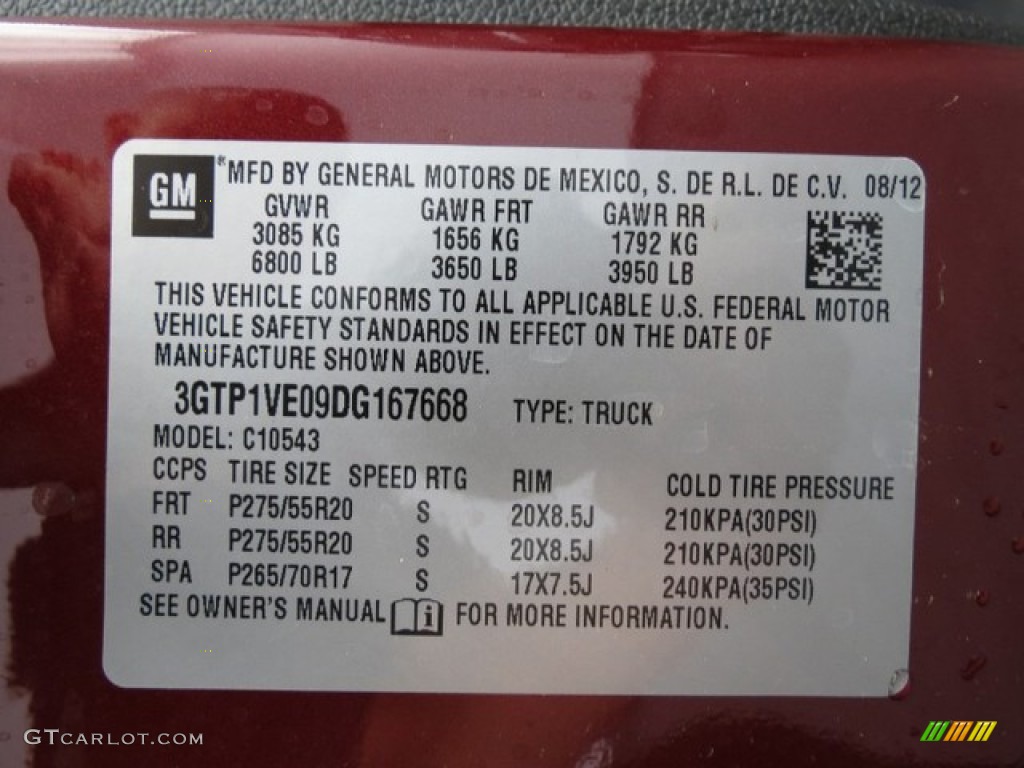 GM *MFD BY GENERAL MOTORS DE MEXICO, S. DE R.L. DE C.V. 08/12
GVWR GAWR FRT GAWR RR
3085 KG 1656 KG 1792 KG
6800 LB 3650 LB 3950 LB
THIS VEHICLE CONFORMS TO ALL APPLICABLE U.S. FEDERAL MOTOR
VEHICLE SAFETY STANDARDS IN EFFECT ON THE DATE OF
MANUFACTURE SHOWN ABOVE.
3GTP1VE09DG167668 TYPE: TRUCK
MODEL: C10543
CCPS TIRE SIZE SPEED RTG RIM COLD TIRE PRESSURE
FRT P275/55R20 S 20X8.5J 210KPA(30PSI)
RR P275/55R20 S 20X8.5J 210KPA(30PSI)
SPA P265/70R17 S 17X7.5J 240KPA(35PSI)
SEE OWNER'S MANUAL i FOR MORE INFORMATION.
GTCARLOT.COM